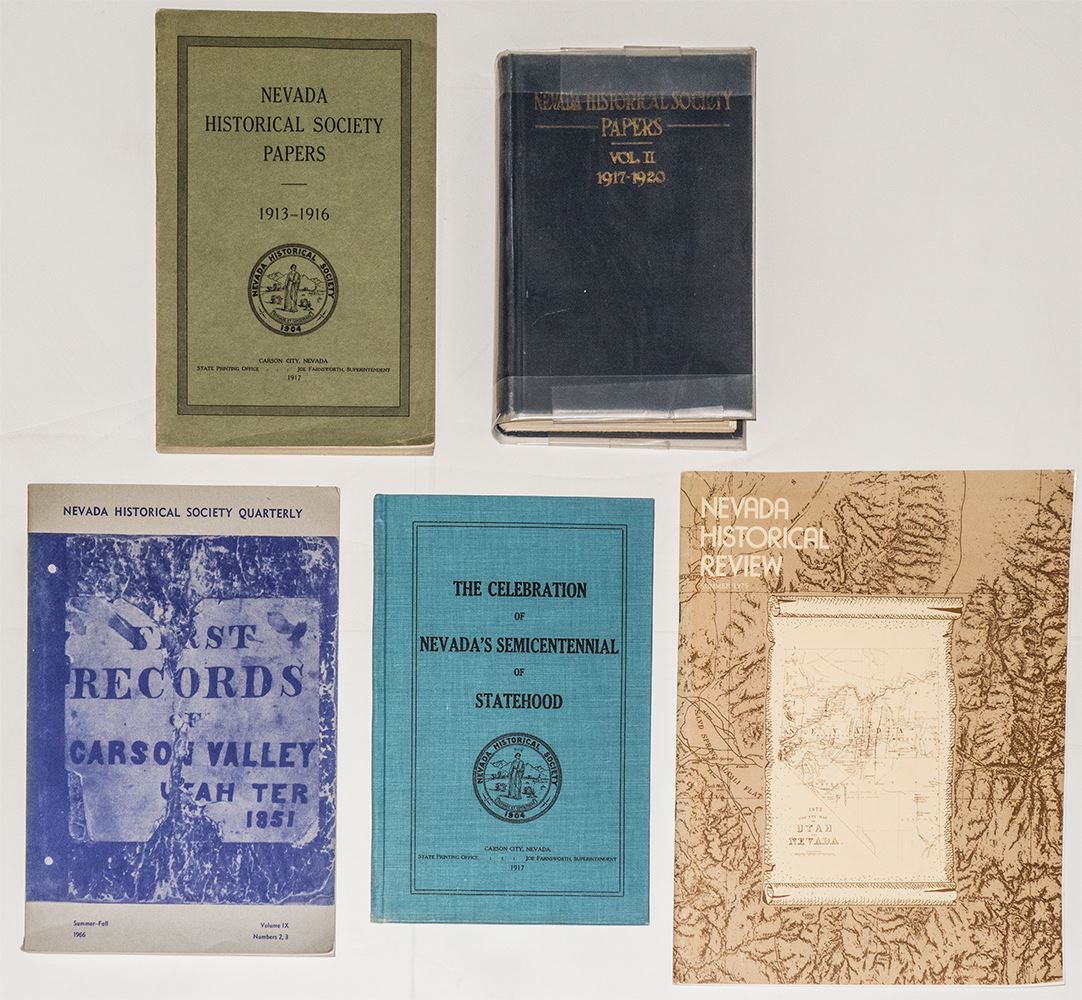 NEVADA
HISTORICAL SOCIETY
PAPERS
1913–1916
NEVADA HISTORICAL SOCIETY
1904
CARSON CITY, NEVADA
STATE PRINTING OFFICE . . . JOE FARNSWORTH, SUPERINTENDENT
1917
NEVADA HISTORICAL SOCIETY
PAPERS
VOL. II
1917-1920
NEVADA HISTORICAL SOCIETY QUARTERLY
FIRST
RECORDS
OF
CARSON VALLEY
UTAH TER
1851
Summer-Fall
1966
Volume IX
Numbers 2, 3
THE CELEBRATION
OF
NEVADA'S SEMICENTENNIAL
OF
STATEHOOD
NEVADA HISTORICAL SOCIETY
1904
CARSON CITY, NEVADA
STATE PRINTING OFFICE : : : JOE FARNSWORTH, SUPERINTENDENT
1917
NEVADA
HISTORICAL
REVIEW
1873
UTAH
NEVADA.